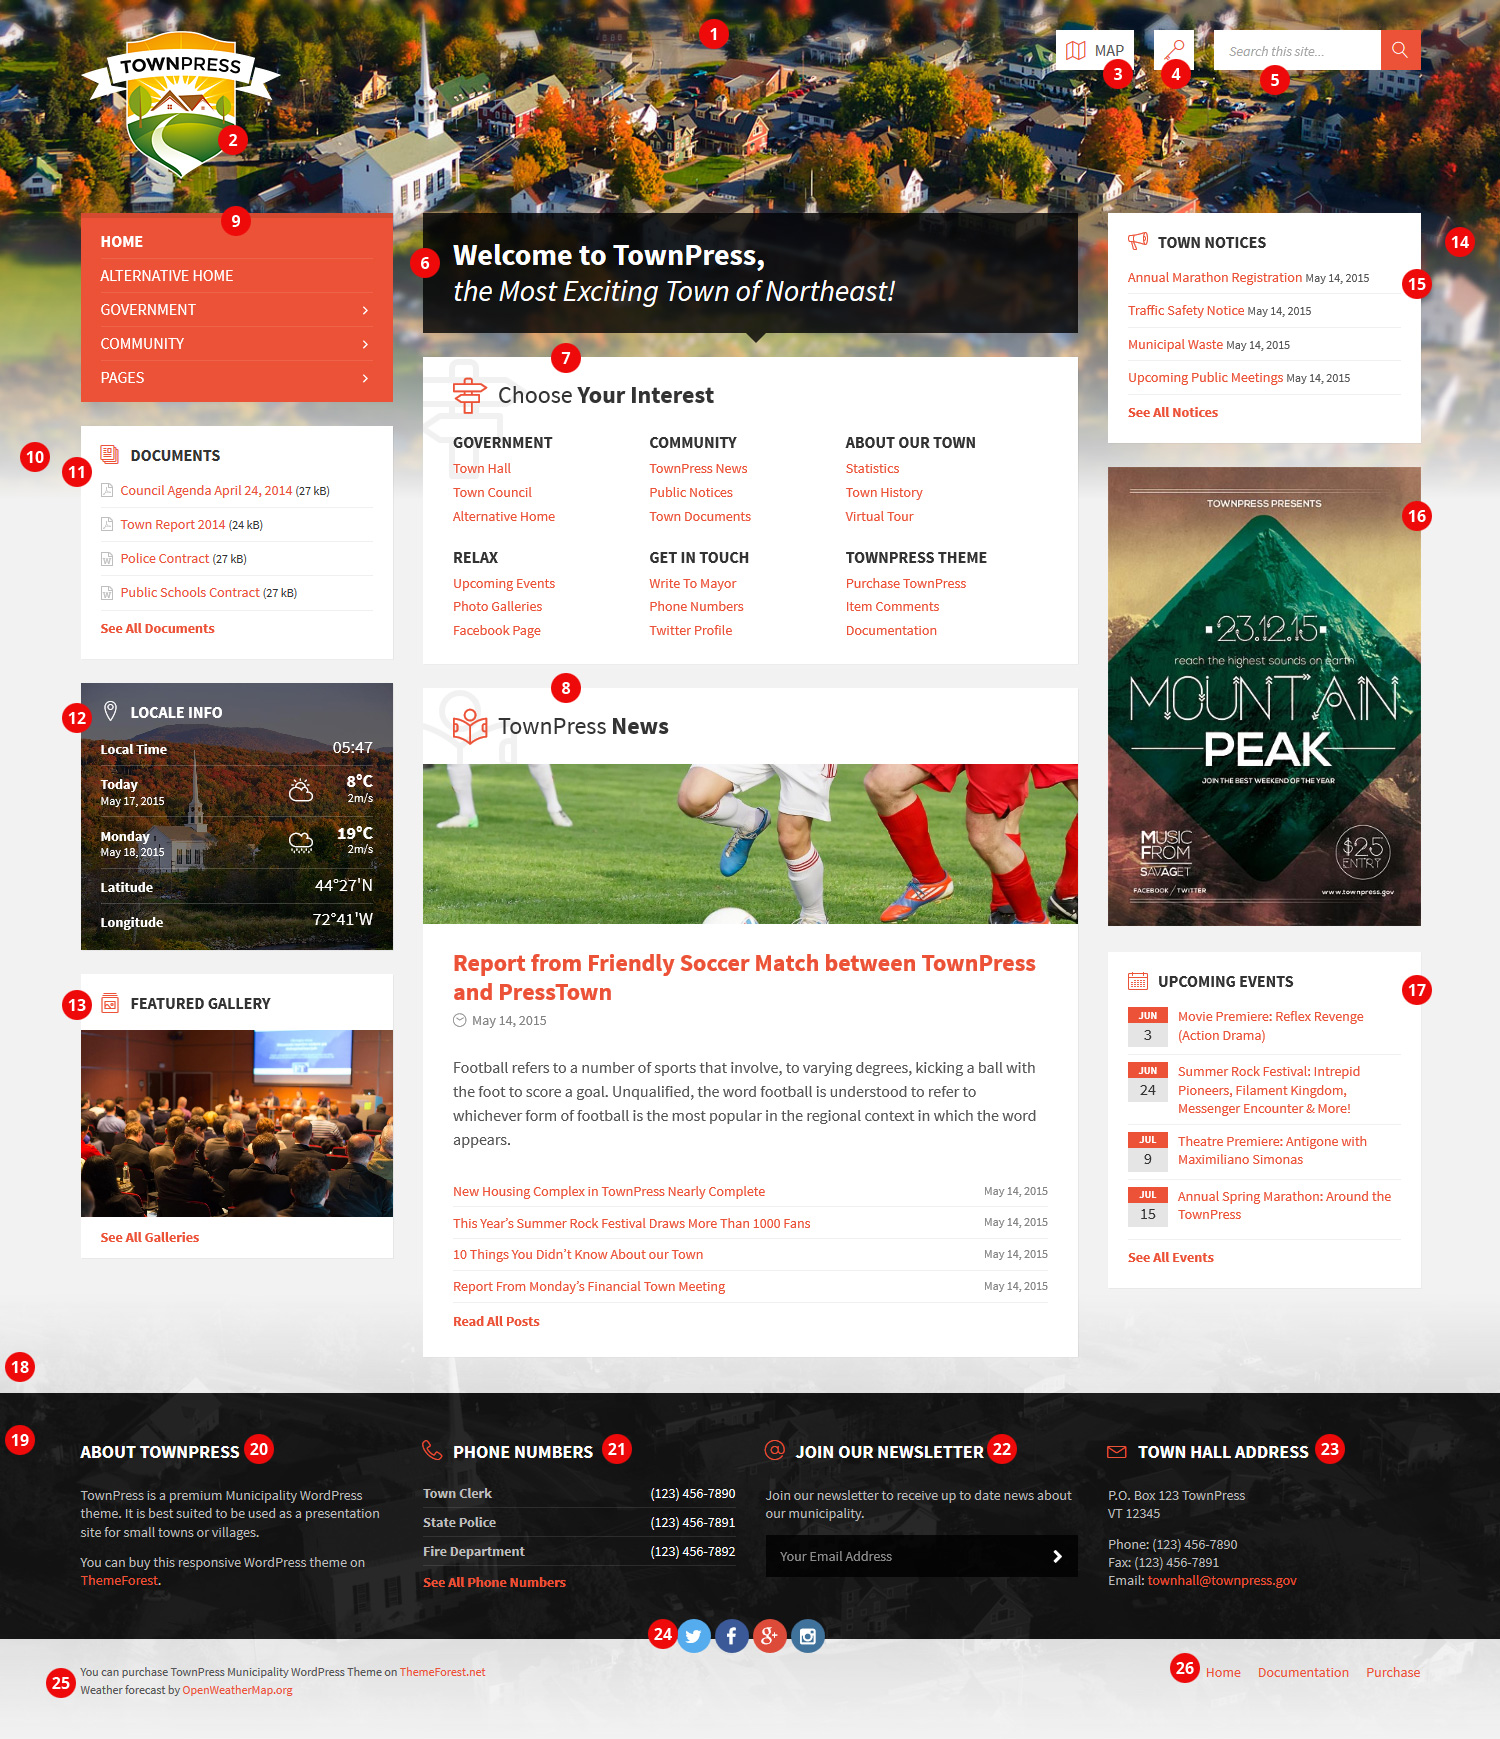 1
TOWNPRESS
2
MAP
3
4
Search this site...
5
9
HOME
ALTERNATIVE HOME
GOVERNMENT
COMMUNITY
PAGES
10
11
DOCUMENTS
Council Agenda April 24, 2014 (27 kB)
Town Report 2014 (24 kB)
Police Contract (27 kB)
Public Schools Contract (27 kB)
See All Documents
12
LOCALE INFO
Local Time 05:47
Today 8°C
May 17, 2015 2m/s
Monday 19°C
May 18, 2015 2m/s
Latitude 44°27'N
Longitude 72°41'W
13
FEATURED GALLERY
See All Galleries
6
Welcome to TownPress,
the Most Exciting Town of Northeast!
7
Choose Your Interest
GOVERNMENT
Town Hall
Town Council
Alternative Home
COMMUNITY
TownPress News
Public Notices
Town Documents
ABOUT OUR TOWN
Statistics
Town History
Virtual Tour
RELAX
Upcoming Events
Photo Galleries
Facebook Page
GET IN TOUCH
Write To Mayor
Phone Numbers
Twitter Profile
TOWNPRESS THEME
Purchase TownPress
Item Comments
Documentation
8
TownPress News
Report from Friendly Soccer Match between TownPress
and PressTown
May 14, 2015
Football refers to a number of sports that involve, to varying degrees, kicking a ball with
the foot to score a goal. Unqualified, the word football is understood to refer to
whichever form of football is the most popular in the regional context in which the word
appears.
New Housing Complex in TownPress Nearly Complete May 14, 2015
This Year's Summer Rock Festival Draws More Than 1000 Fans May 14, 2015
10 Things You Didn't Know About our Town May 14, 2015
Report From Monday's Financial Town Meeting May 14, 2015
Read All Posts
14
TOWN NOTICES
15
Annual Marathon Registration May 14, 2015
Traffic Safety Notice May 14, 2015
Municipal Waste May 14, 2015
Upcoming Public Meetings May 14, 2015
See All Notices
16
TOWNPRESS PRESENTS
23.12.15
reach the highest sounds on earth
MOUNTAIN
PEAK
JOIN THE BEST WEEKEND OF THE YEAR
MUSIC
FROM
SAVAGET
FACEBOOK / TWITTER
$25
ENTRY
www.townpress.gov
17
UPCOMING EVENTS
JUN
3
Movie Premiere: Reflex Revenge
(Action Drama)
JUN
24
Summer Rock Festival: Intrepid
Pioneers, Filament Kingdom,
Messenger Encounter & More!
JUL
9
Theatre Premiere: Antigone with
Maximiliano Simonas
JUL
15
Annual Spring Marathon: Around the
TownPress
See All Events
18
19
ABOUT TOWNPRESS 20
TownPress is a premium Municipality WordPress
theme. It is best suited to be used as a presentation
site for small towns or villages.
You can buy this responsive WordPress theme on
ThemeForest.
PHONE NUMBERS 21
Town Clerk (123) 456-7890
State Police (123) 456-7891
Fire Department (123) 456-7892
See All Phone Numbers
JOIN OUR NEWSLETTER 22
Join our newsletter to receive up to date news about
our municipality.
Your Email Address
TOWN HALL ADDRESS 23
P.O. Box 123 TownPress
VT 12345
Phone: (123) 456-7890
Fax: (123) 456-7891
Email: townhall@townpress.gov
24
25
You can purchase TownPress Municipality WordPress Theme on ThemeForest.net
Weather forecast by OpenWeatherMap.org
26
Home Documentation Purchase